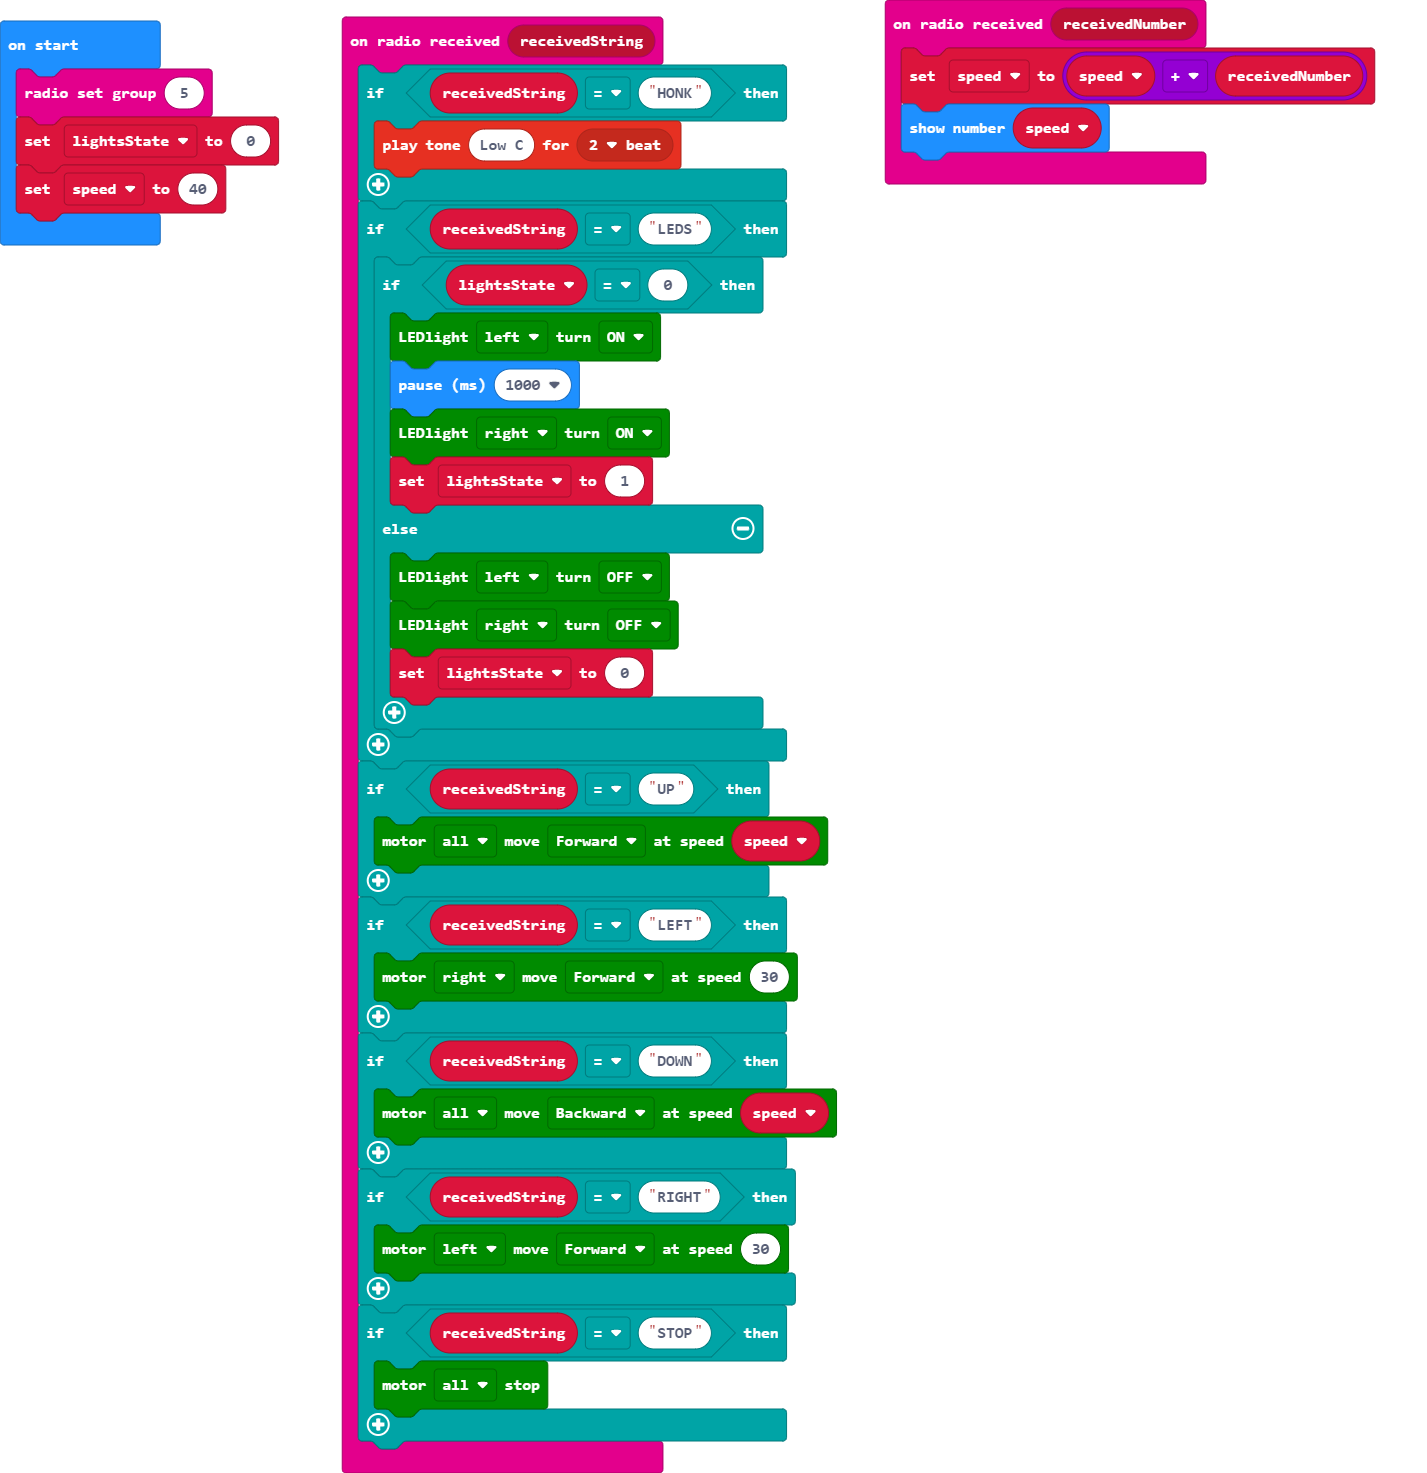 on start
radio set group 5
set lightsState to 0
set speed to 40
on radio received receivedString
if receivedString = "HONK" then
play tone Low C for 2 beat
if receivedString = "LEDS" then
if lightsState = 0 then
LEDlight left turn ON
pause (ms) 1000
LEDlight right turn ON
set lightsState to 1
else
LEDlight left turn OFF
LEDlight right turn OFF
set lightsState to 0
if receivedString = "UP" then
motor all move Forward at speed speed
if receivedString = "LEFT" then
motor right move Forward at speed 30
if receivedString = "DOWN" then
motor all move Backward at speed speed
if receivedString = "RIGHT" then
motor left move Forward at speed 30
if receivedString = "STOP" then
motor all stop
on radio received receivedNumber
set speed to speed + receivedNumber
show number speed